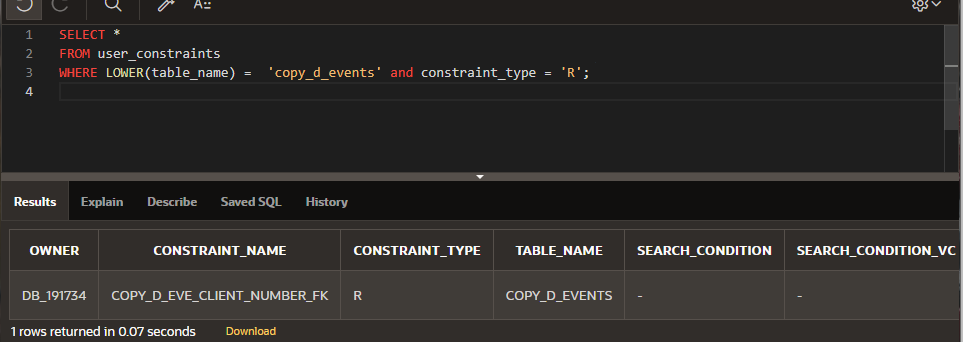 A::
1 SELECT *
2 FROM user_constraints
3 WHERE LOWER(table_name) =  'copy_d_events' and constraint_type = 'R';
4
Results Explain Describe Saved SQL History
OWNER CONSTRAINT_NAME CONSTRAINT_TYPE TABLE_NAME SEARCH_CONDITION SEARCH_CONDITION_VC
DB_191734 COPY_D_EVE_CLIENT_NUMBER_FK R COPY_D_EVENTS - -
1 rows returned in 0.07 seconds Download